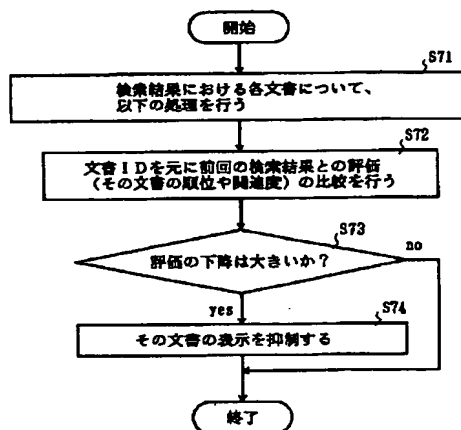 開始
S71
検索結果における各文書について、
以下の処理を行う
S72
文書IDを元に前回の検索結果との評価
(その文書の順位や関連度)の比較を行う
S73
評価の下降は大きいか?
no
yes
S74
その文書の表示を抑制する
終了